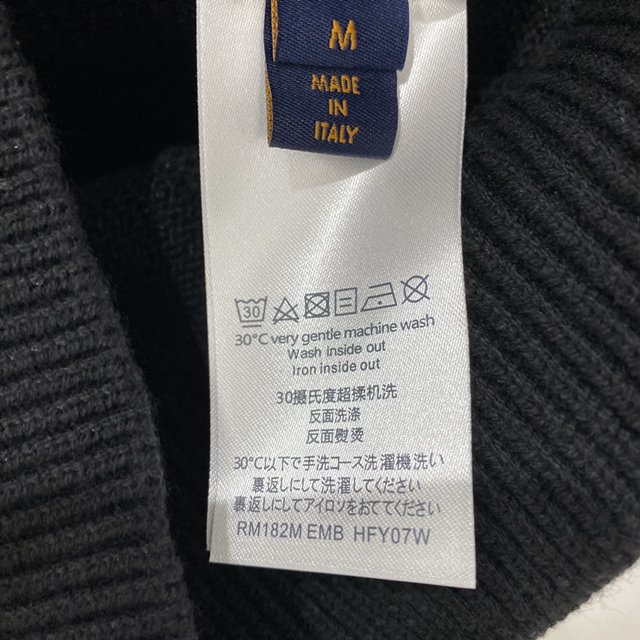 M
MADE
IN
ITALY
30
30°C very gentle machine wash
Wash inside out
Iron inside out
30摄氏度超揉机洗
反面洗涤
反面熨烫
30℃以下で手洗コース洗濯機洗い
裏返しにして洗濯してください
裏返しにしてアイロンをおてください
RM182M EMB HFY07W